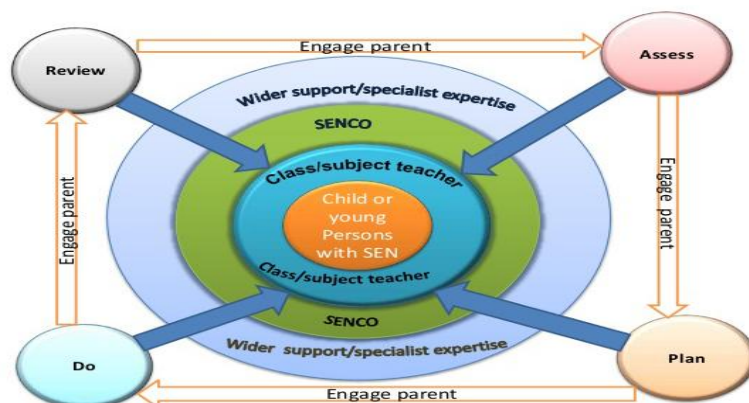 Engage parent
Review
Assess
Wider support/specialist expertise
SENCO
Class/subject teacher
Child or
young
Persons
with SEN
Engage parent
Engage parent
Class/subject teacher
SENCO
Wider support/specialist expertise
Do
Plan
Engage parent